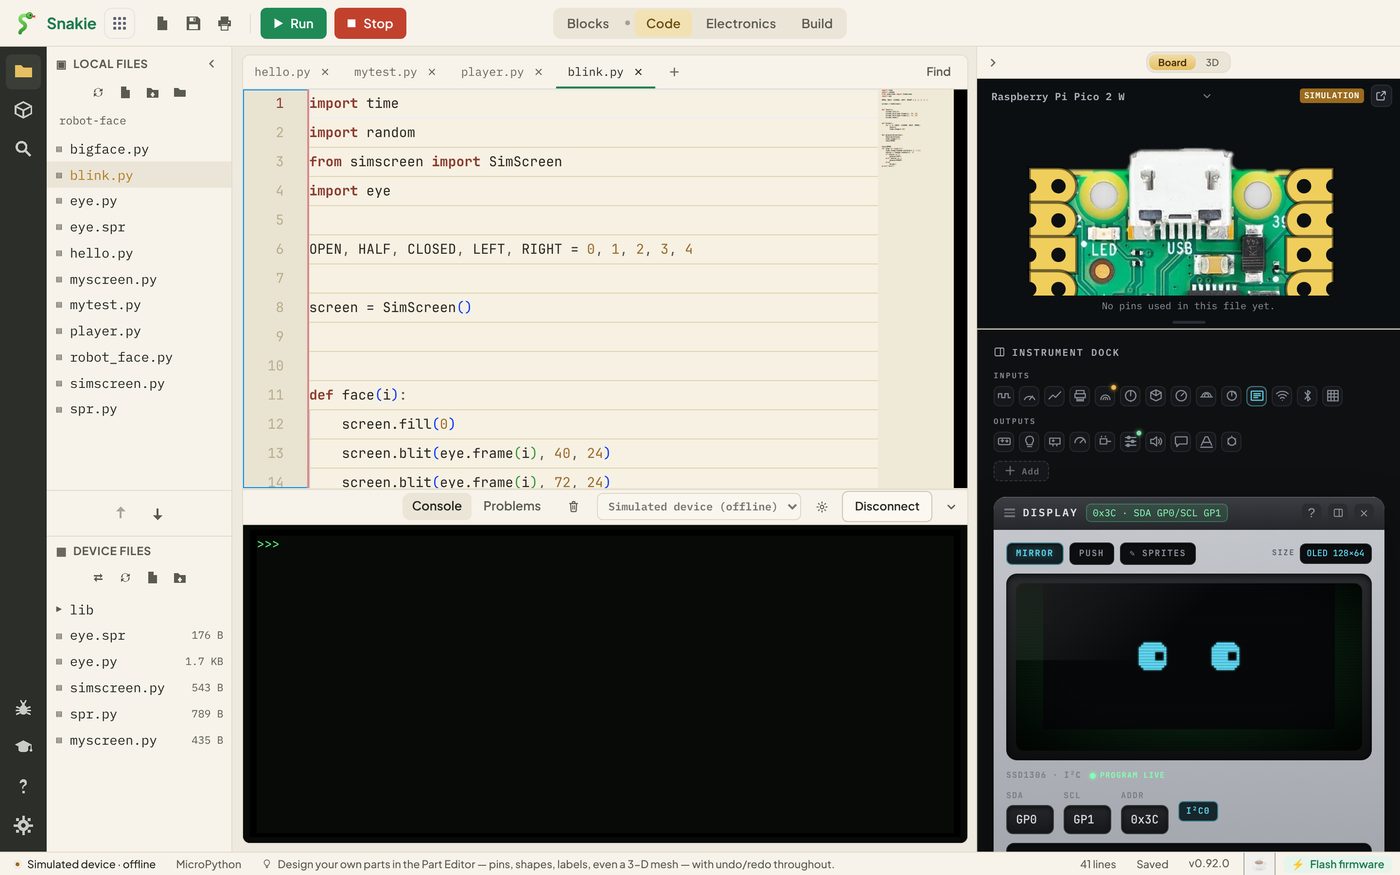 Snakie
Run
Stop
Blocks
Code
Electronics
Build
LOCAL FILES
robot-face
bigface.py
blink.py
eye.py
eye.spr
hello.py
myscreen.py
mytest.py
player.py
robot_face.py
simscreen.py
spr.py
DEVICE FILES
lib
eye.spr 176 B
eye.py 1.7 KB
simscreen.py 543 B
spr.py 789 B
myscreen.py 435 B
hello.py × mytest.py × player.py × blink.py × +
Find
1 import time
2 import random
3 from simscreen import SimScreen
4 import eye
5
6 OPEN, HALF, CLOSED, LEFT, RIGHT = 0, 1, 2, 3, 4
7
8 screen = SimScreen()
9
10
11 def face(i):
12 screen.fill(0)
13 screen.blit(eye.frame(i), 40, 24)
14 screen.blit(eye.frame(i), 72, 24)
Console
Problems
Simulated device (offline)
Disconnect
>>>
Board
3D
Raspberry Pi Pico 2 W
SIMULATION
LED
USB
39
No pins used in this file yet.
INSTRUMENT DOCK
INPUTS
OUTPUTS
+ Add
DISPLAY
0x3C · SDA GP0/SCL GP1
? ×
MIRROR
PUSH
✎ SPRITES
SIZE
OLED 128×64
SSD1306 · I²C
PROGRAM LIVE
SDA SCL ADDR
GP0 GP1 0x3C I²C0
Simulated device · offline
MicroPython
Design your own parts in the Part Editor — pins, shapes, labels, even a 3-D mesh — with undo/redo throughout.
41 lines
Saved
v0.92.0
Flash firmware